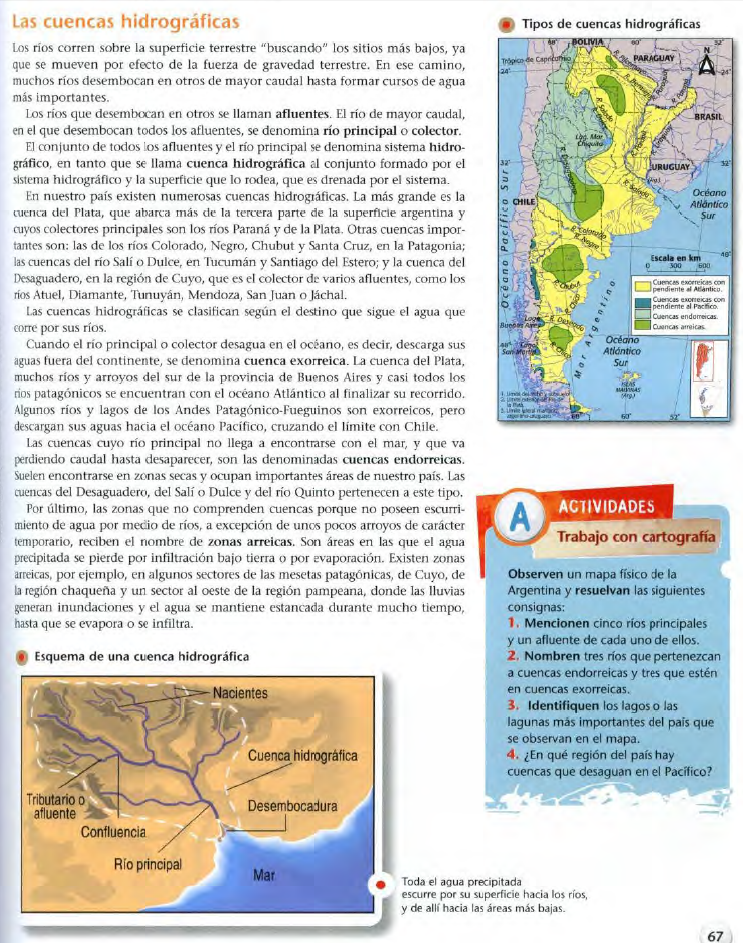 Las cuencas hidrográficas
Los ríos corren sobre la superficie terrestre "buscando" los sitios más bajos, ya
que se mueven por efecto de la fuerza de gravedad terrestre. En ese camino,
muchos ríos desembocan en otros de mayor caudal hasta formar cursos de agua
más importantes.
Los ríos que desembocan en otros se llaman afluentes. El río de mayor caudal,
en el que desembocan todos los afluentes, se denomina río principal o colector.
El conjunto de todos los afluentes y el río principal se denomina sistema hidro-
gráfico, en tanto que se llama cuenca hidrográfica al conjunto formado por el
sistema hidrográfico y la superficie que lo rodea, que es drenada por el sistema.
En nuestro país existen numerosas cuencas hidrográficas. La más grande es la
cuenca del Plata, que abarca más de la tercera parte de la superficie argentina y
cuyos colectores principales son los ríos Paraná y de la Plata. Otras cuencas impor-
tantes son: las de los ríos Colorado, Negro, Chubut y Santa Cruz, en la Patagonia;
las cuencas del río Salí o Dulce, en Tucumán y Santiago del Estero; y la cuenca del
Desaguadero, en la región de Cuyo, que es el colector de varios afluentes, como los
ríos Atuel, Diamante, Tunuyán, Mendoza, San Juan o Jáchal.
Las cuencas hidrográficas se clasifican según el destino que sigue el agua que
corre por sus ríos.
Cuando el río principal o colector desagua en el océano, es decir, descarga sus
aguas fuera del continente, se denomina cuenca exorreica. La cuenca del Plata,
muchos ríos y arroyos del sur de la provincia de Buenos Aires y casi todos los
ríos patagónicos se encuentran con el océano Atlántico al finalizar su recorrido.
Algunos ríos y lagos de los Andes Patagónico-Fueguinos son exorreicos, pero
descargan sus aguas hacia el océano Pacífico, cruzando el límite con Chile.
Las cuencas cuyo río principal no llega a encontrarse con el mar, y que va
perdiendo caudal hasta desaparecer, son las denominadas cuencas endorreicas.
Suelen encontrarse en zonas secas y ocupan importantes áreas de nuestro país. Las
cuencas del Desaguadero, del Salí o Dulce y del río Quinto pertenecen a este tipo.
Por último, las zonas que no comprenden cuencas porque no poseen escurri-
miento de agua por medio de ríos, a excepción de unos pocos arroyos de carácter
temporario, reciben el nombre de zonas arreicas. Son áreas en las que el agua
precipitada se pierde por infiltración bajo tierra o por evaporación. Existen zonas
arreicas, por ejemplo, en algunos sectores de las mesetas patagónicas, de Cuyo, de
la región chaqueña y un sector al oeste de la región pampeana, donde las lluvias
generan inundaciones y el agua se mantiene estancada durante mucho tiempo,
hasta que se evapora o se infiltra.
Esquema de una cuenca hidrográfica
Nacientes
Cuenca hidrográfica
Tributario o
afluente
Desembocadura
Confluencia
Río principal
Mar
Toda el agua precipitada
escurre por su superficie hacia los ríos,
y de allí hacia las áreas más bajas.
Tipos de cuencas hidrográficas
68°
BOLIVIA
60°
52°
N
Trópico de Capricornio
PARAGUAY
24°
24°
BRASIL
Lag. Mar
Chiquita
R. Salado
32°
32°
URUGUAY
CHILE
Océano
Atlántico
Sur
Océano Pacífico Sur
R. Colorado
R. Negro
Escala en km
0 300 600
Mar Argentino
Cuencas exorreicas con
pendiente al Atlántico.
Cuencas exorreicas con
pendiente al Pacífico.
Cuencas endorreicas.
Cuencas arreicas.
R. Chubut
Lago
Buenos Aires
R. Deseado
Lago
San Martín
Océano
Atlántico
Sur
ISLAS
MALVINAS
(Arg.)
60°
52°
A
ACTIVIDADES
Trabajo con cartografía
Observen un mapa físico de la
Argentina y resuelvan las siguientes
consignas:
1. Mencionen cinco ríos principales
y un afluente de cada uno de ellos.
2. Nombren tres ríos que pertenezcan
a cuencas endorreicas y tres que estén
en cuencas exorreicas.
3. Identifiquen los lagos o las
lagunas más importantes del país que
se observan en el mapa.
4. ¿En qué región del país hay
cuencas que desaguan en el Pacífico?
67